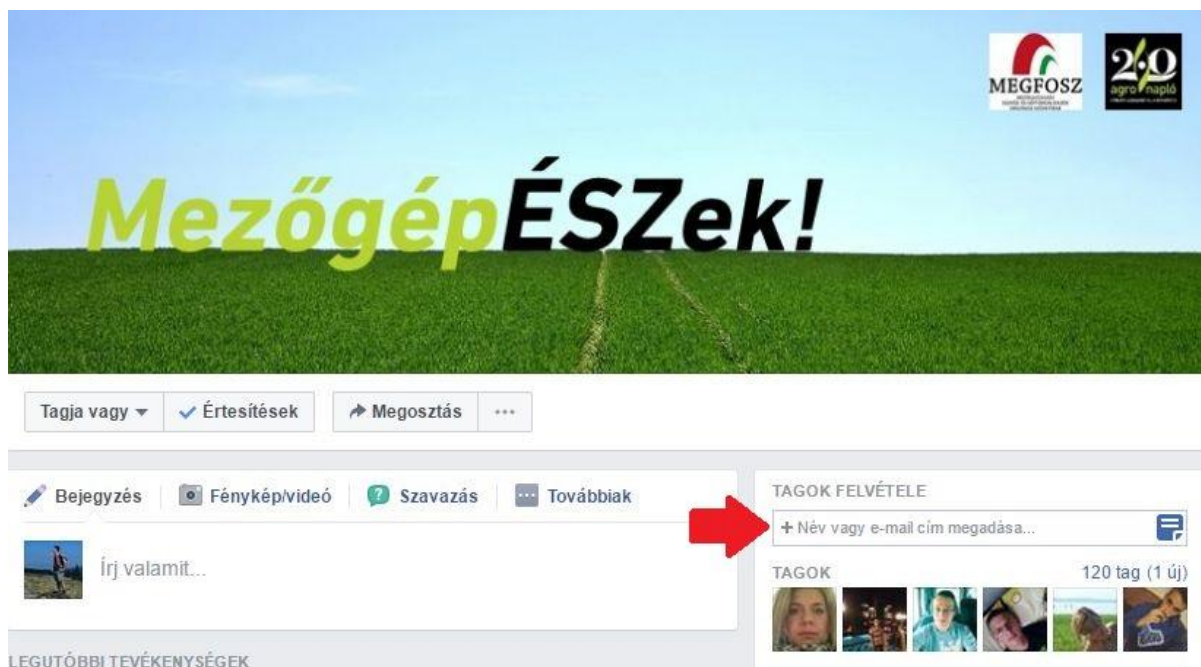 MEGFOSZ
2.0
agro napló
MezőgépÉSZek!
Tagja vagy
Értesítések
Megosztás
Bejegyzés
Fénykép/videó
Szavazás
Továbbiak
Írj valamit...
LEGUTÓBBI TEVÉKENYSÉGEK
TAGOK FELVÉTELE
+ Név vagy e-mail cím megadása...
TAGOK
120 tag (1 új)